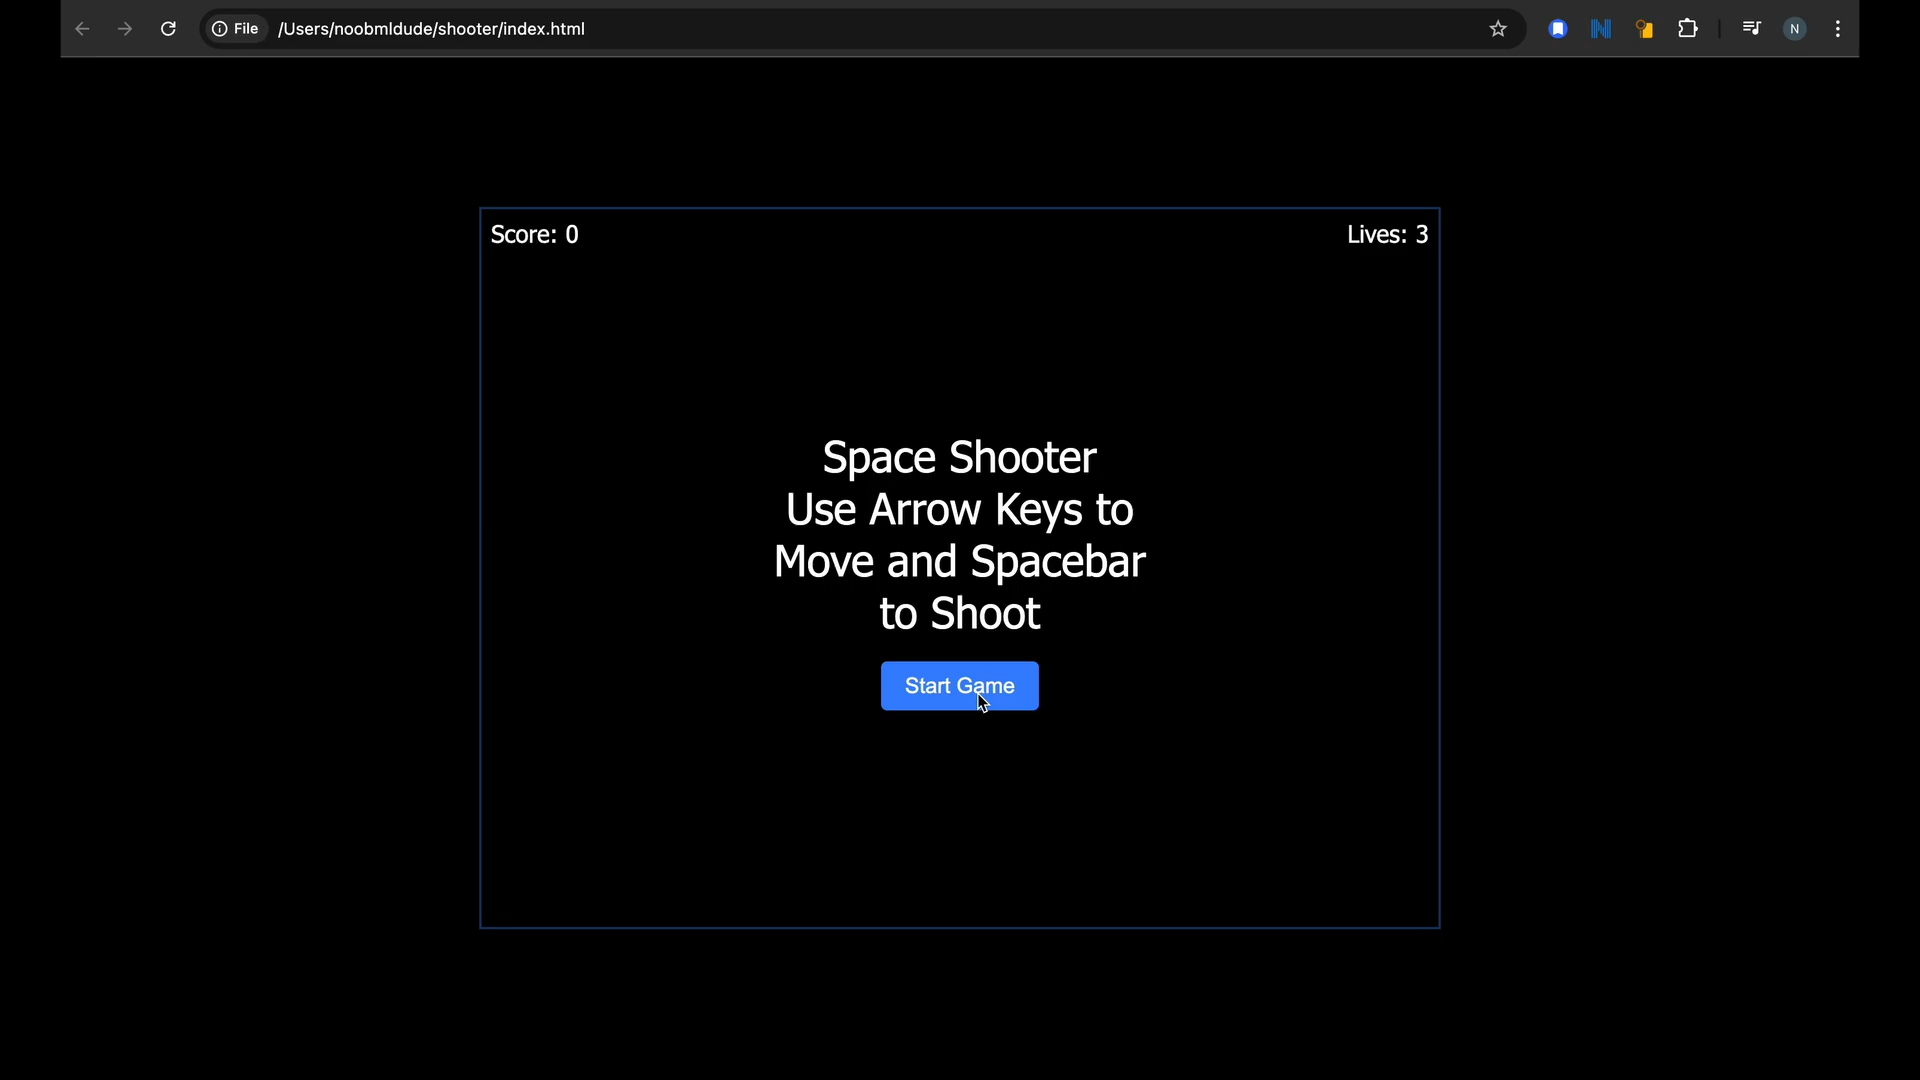 File /Users/noobmldude/shooter/index.html
N
Score: 0
Lives: 3
Space Shooter
Use Arrow Keys to
Move and Spacebar
to Shoot
Start Game